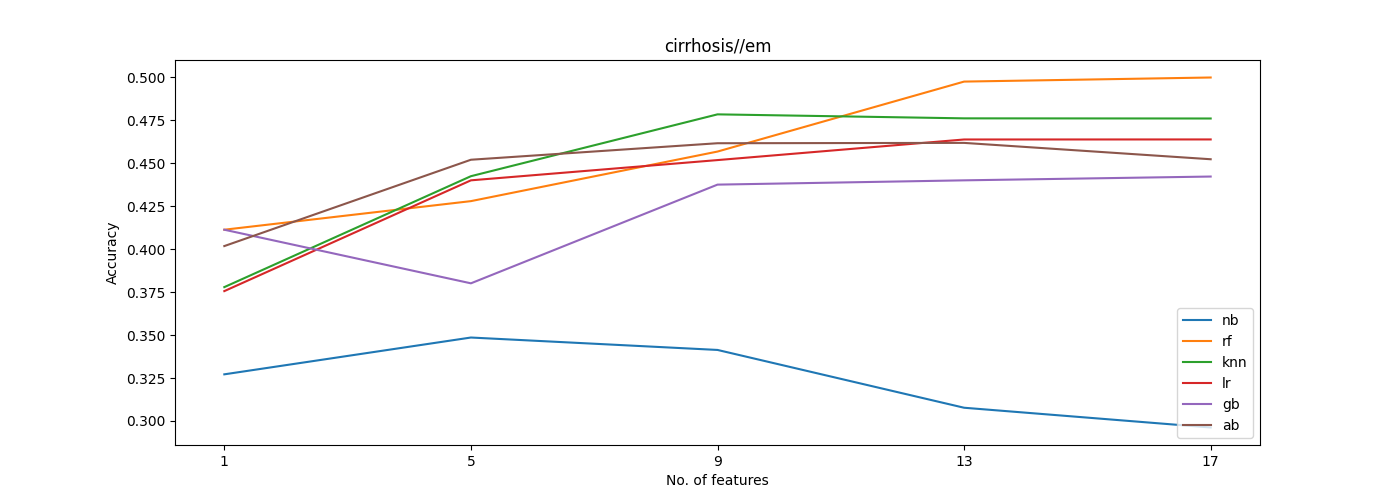 cirrhosis//em
0.500
0.475
0.450
0.425
0.400
0.375
0.350
0.325
0.300
Accuracy
1 5 9 13 17
No. of features
nb
rf
knn
lr
gb
ab